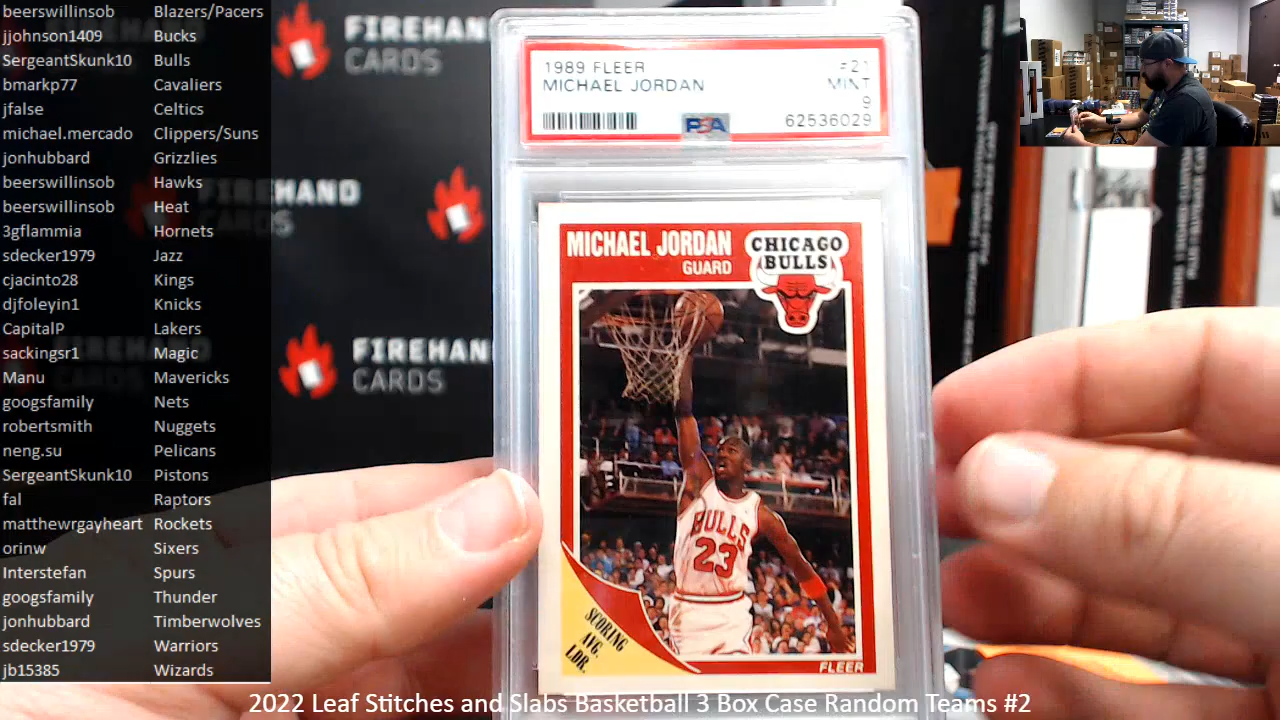 beerswillinsob Blazers/Pacers
jjohnson1409 Bucks
SergeantSkunk10 Bulls
bmarkp77 Cavaliers
jfalse Celtics
michael.mercado Clippers/Suns
jonhubbard Grizzlies
beerswillinsob Hawks
beerswillinsob Heat
3gflammia Hornets
sdecker1979 Jazz
cjacinto28 Kings
djfoleyin1 Knicks
CapitalP Lakers
sackingsr1 Magic
Manu Mavericks
googsfamily Nets
robertsmith Nuggets
neng.su Pelicans
SergeantSkunk10 Pistons
fal Raptors
matthewrgayheart Rockets
orinw Sixers
Interstefan Spurs
googsfamily Thunder
jonhubbard Timberwolves
sdecker1979 Warriors
jb15385 Wizards
FIREHAND
CARDS
FIREHAND
CARDS
FIREHAN
CARDS
1989 FLEER #21
MICHAEL JORDAN MINT
9
PSA 62536029
MICHAEL JORDAN
GUARD
CHICAGO
BULLS
BULLS
23
SCORING
AVG.
LDR.
FLEER
2022 Leaf Stitches and Slabs Basketball 3 Box Case Random Teams #2